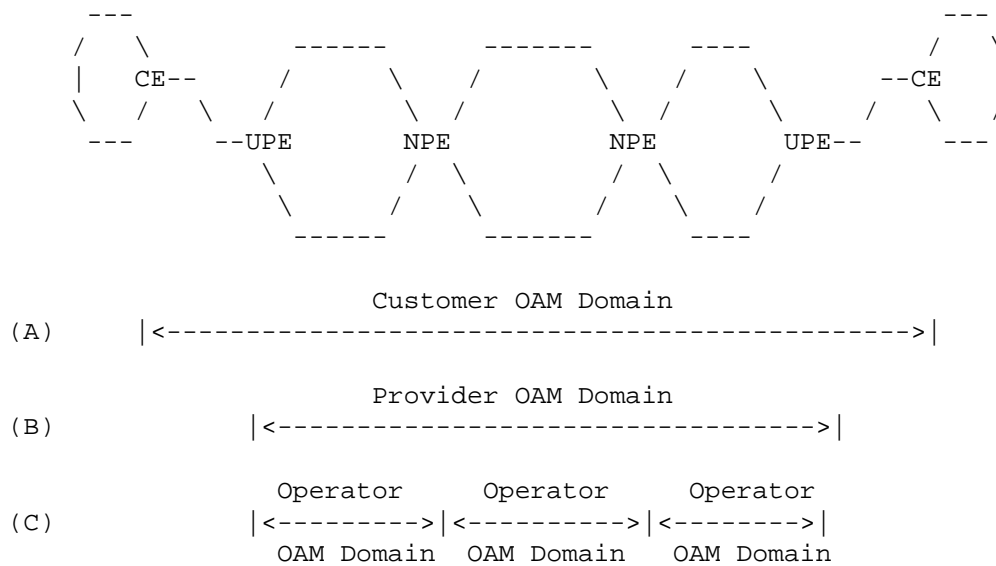 ---                                                   ---
  /   \         ------      -------     ----            /   \
  |   CE--     /      \    /       \   /    \       --CE
  \   /   \   /        \  /         \ /      \     /   \   /
   ---     --UPE       NPE          NPE        UPE--    ---
              \        /  \         / \       /
               \      /    \       /   \     /
                ------      -------     ----

                      Customer OAM Domain
(A)     |<----------------------------------------------->|

                      Provider OAM Domain
(B)            |<---------------------------------->|

                Operator     Operator     Operator
(C)            |<--------->|<---------->|<-------->|
                OAM Domain  OAM Domain   OAM Domain